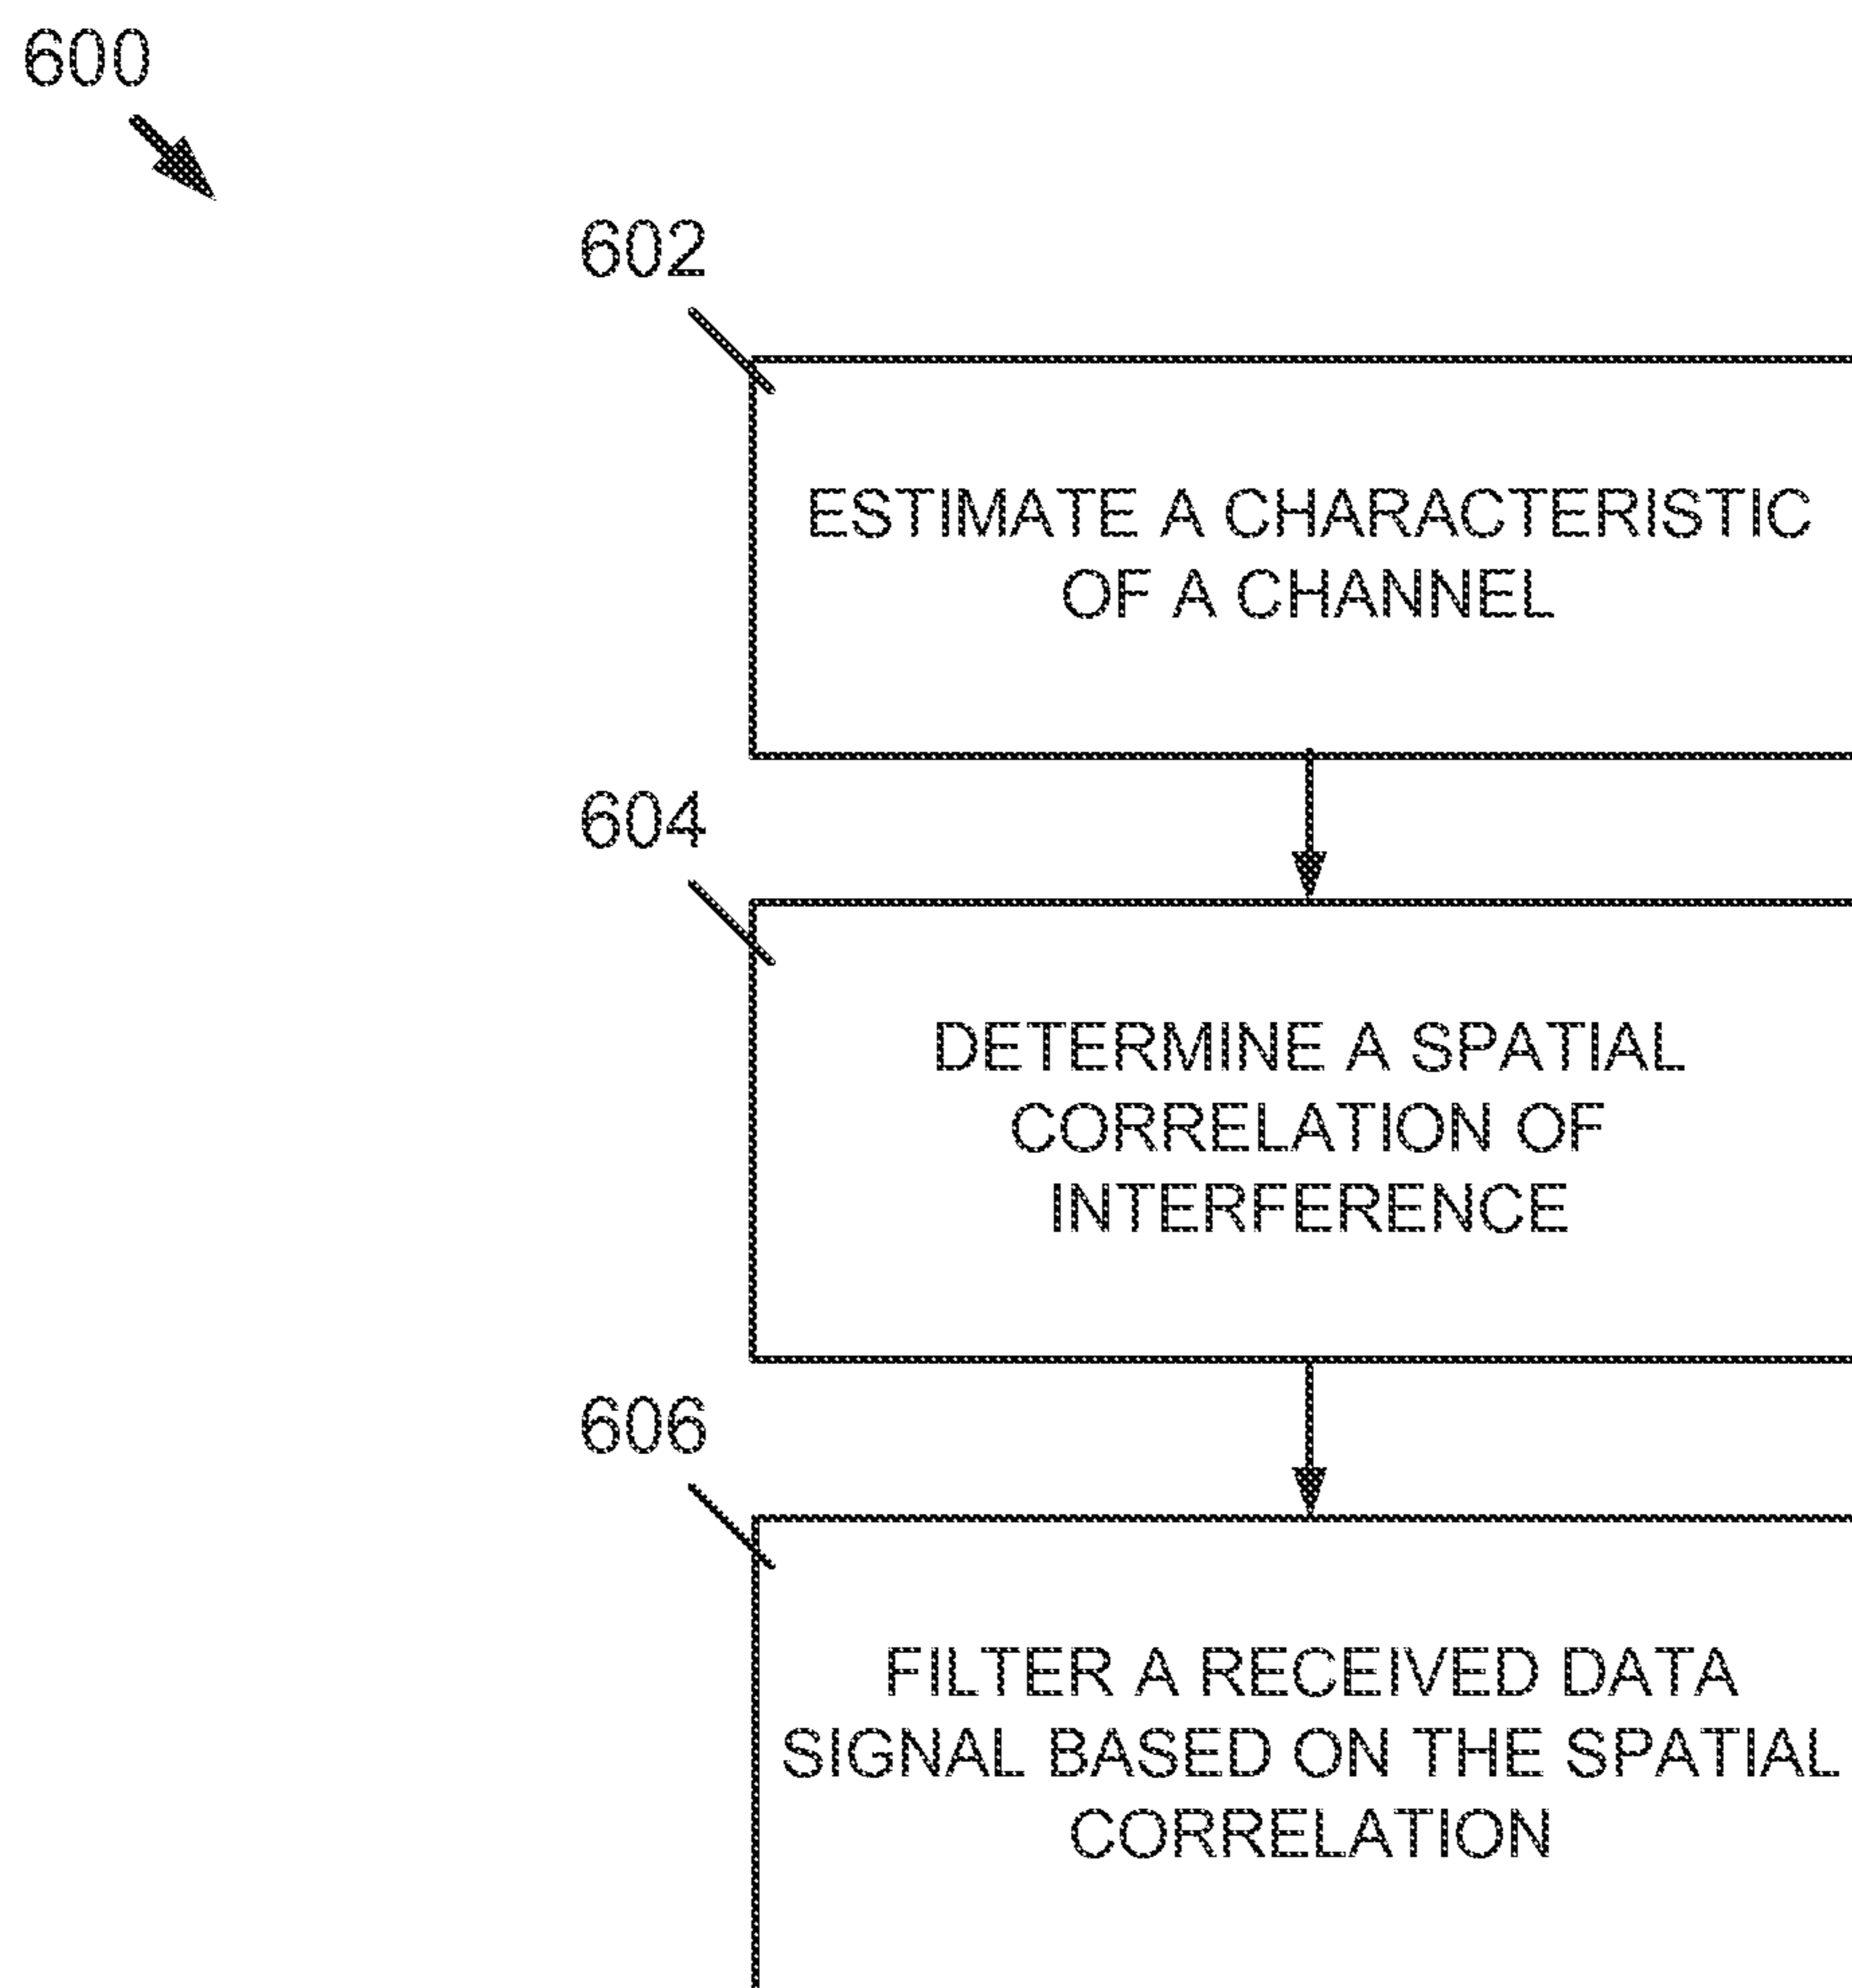 600
602
ESTIMATE A CHARACTERISTIC
OF A CHANNEL
604
DETERMINE A SPATIAL
CORRELATION OF
INTERFERENCE
606
FILTER A RECEIVED DATA
SIGNAL BASED ON THE SPATIAL
CORRELATION